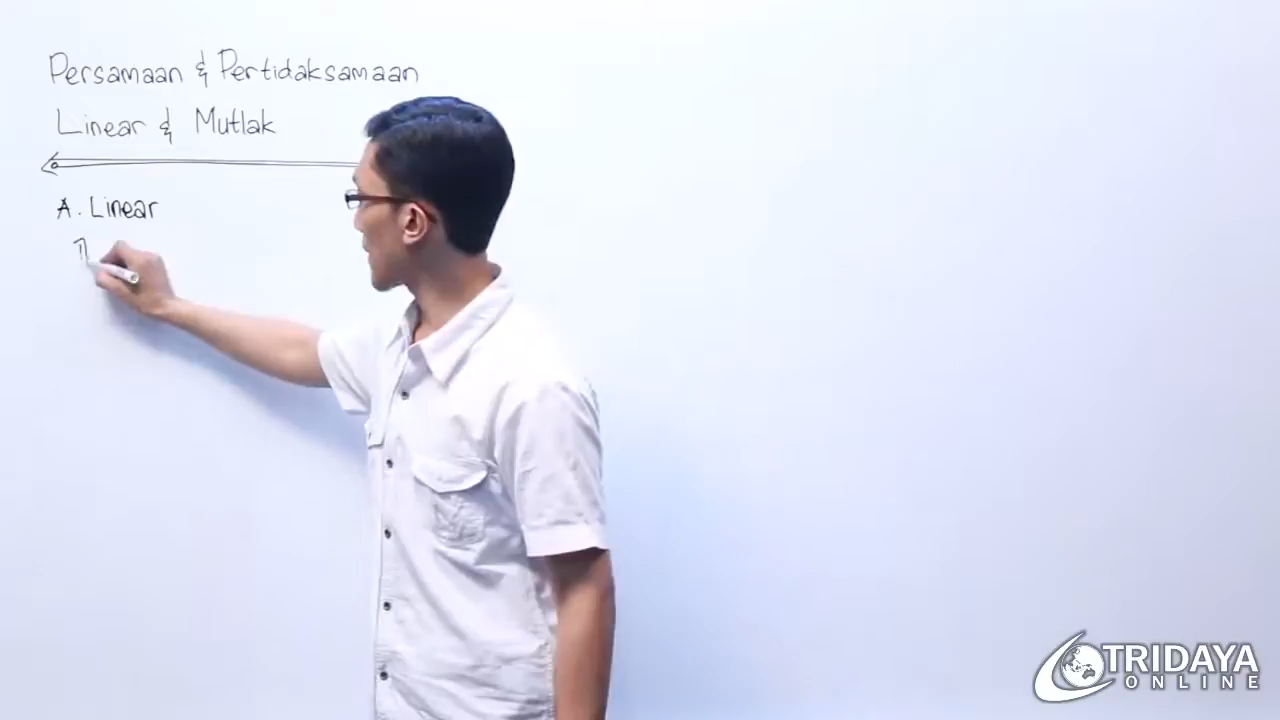 Persamaan & Pertidaksamaan
Linear & Mutlak
A. Linear
TRIDAYA
ONLINE